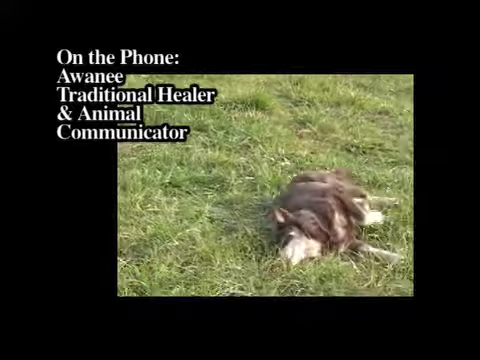 On the Phone:
Awanee
Traditional Healer
& Animal
Communicator